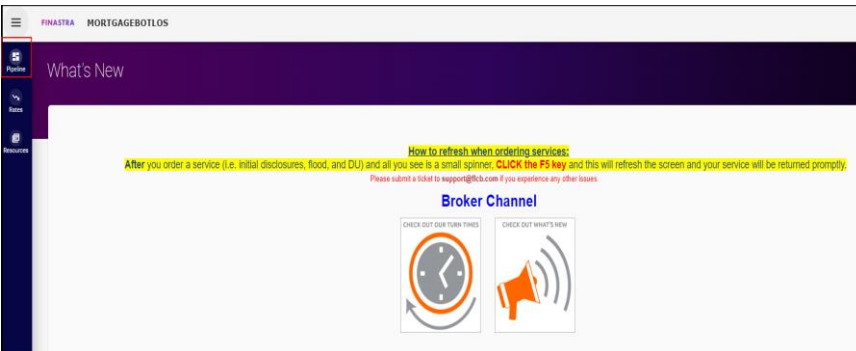 FINASTRA MORTGAGEBOTLOS
Pipeline
What's New
Rates
Resources
How to refresh when ordering services:
After you order a service (i.e. initial disclosures, flood, and DU) and all you see is a small spinner, CLICK the F5 key and this will refresh the screen and your service will be returned promptly.
Please submit a ticket to support@flcb.com if you experience any other issues.
Broker Channel
CHECK OUT OUR TURN TIMES
CHECK OUT WHAT'S NEW